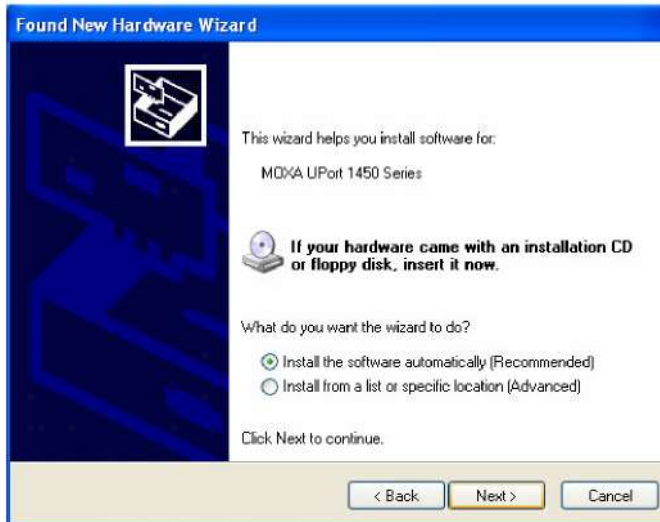 Found New Hardware Wizard
This wizard helps you install software for:
MOXA UPort 1450 Series
If your hardware came with an installation CD
or floppy disk, insert it now.
What do you want the wizard to do?
Install the software automatically (Recommended)
Install from a list or specific location (Advanced)
Click Next to continue.
< Back Next > Cancel